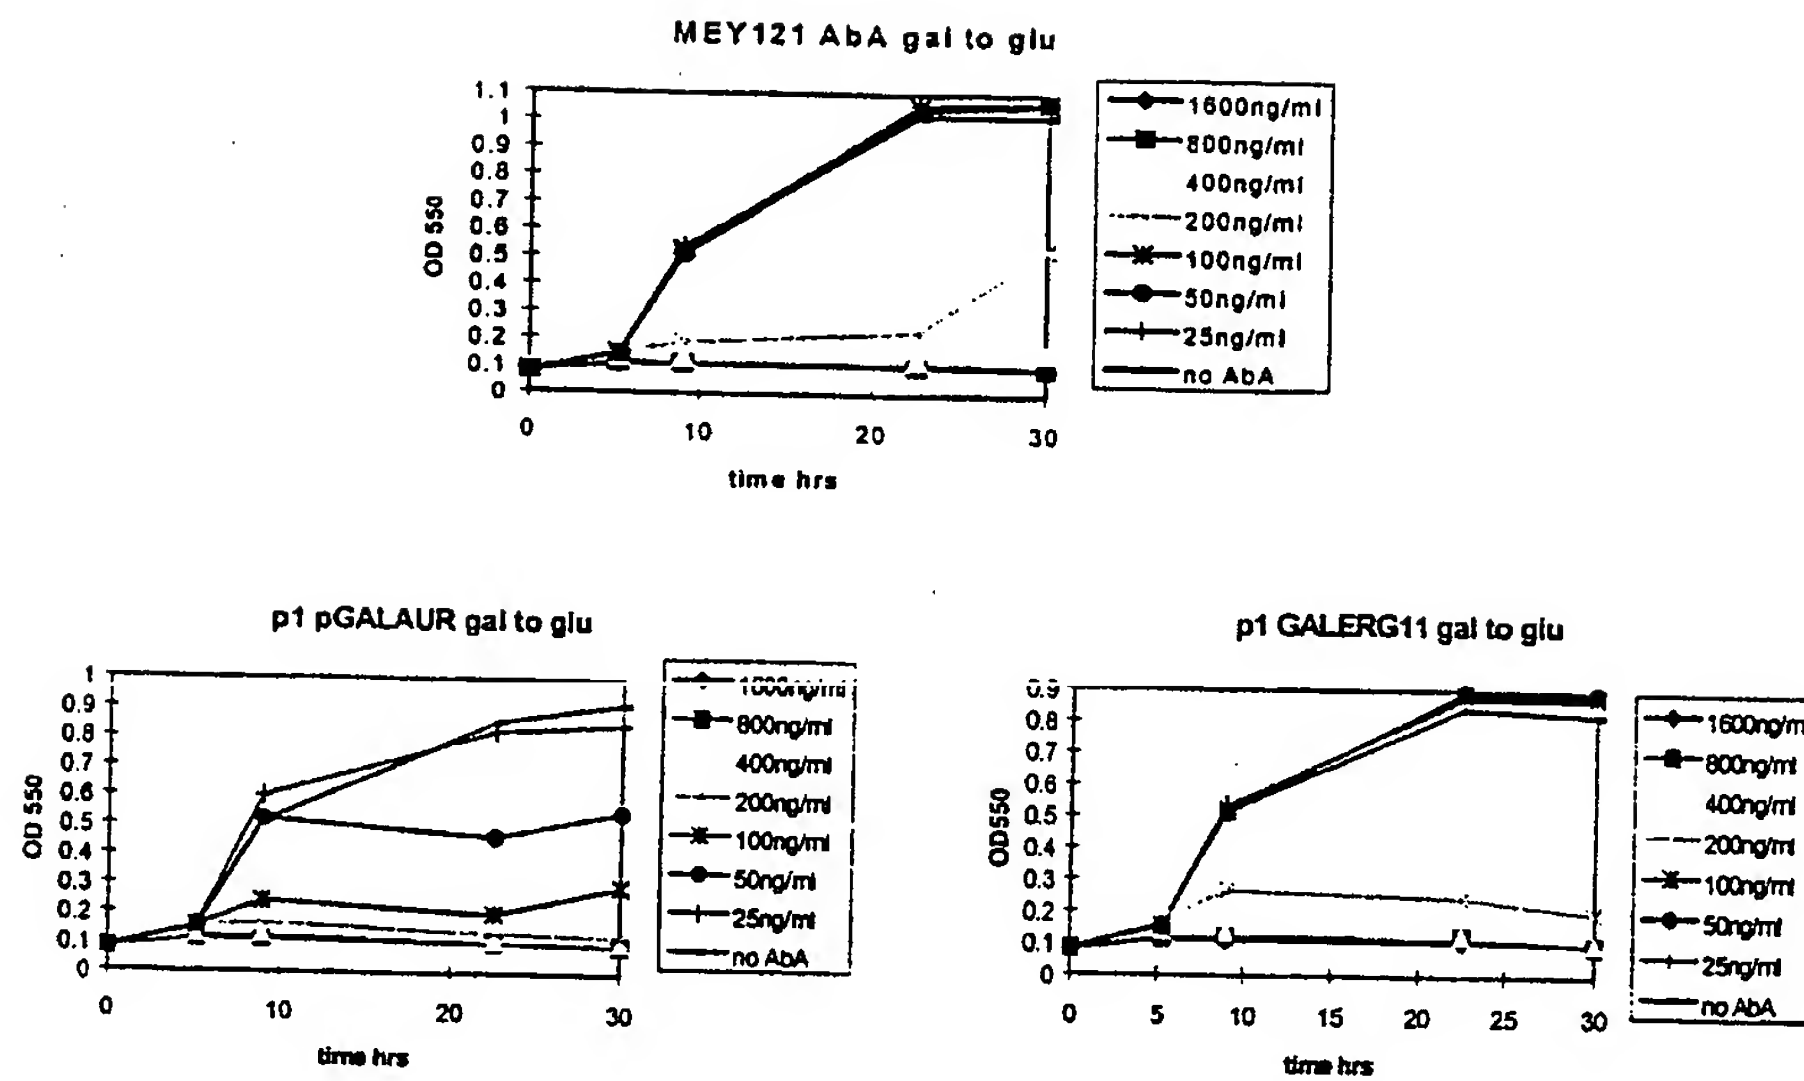 MEY121 AbA gal to glu
1.1
1
0.9
0.8
0.7
0.6
0.5
0.4
0.3
0.2
0.1
0
OD 550
0
10
20
30
time hrs
1600ng/ml
800ng/ml
400ng/ml
200ng/ml
100ng/ml
50ng/ml
25ng/ml
no AbA
p1 pGALAUR gal to glu
1
0.9
0.8
0.7
0.6
0.5
0.4
0.3
0.2
0.1
0
OD 550
0
10
20
30
time hrs
1600ng/ml
800ng/ml
400ng/ml
200ng/ml
100ng/ml
50ng/ml
25ng/ml
no AbA
p1 GALERG11 gal to glu
0.9
0.8
0.7
0.6
0.5
0.4
0.3
0.2
0.1
0
OD550
0
5
10
15
20
25
30
time hrs
1600ng/m
800ng/ml
400ng/ml
200ng/ml
100ng/ml
50ng/ml
25ng/ml
no AbA